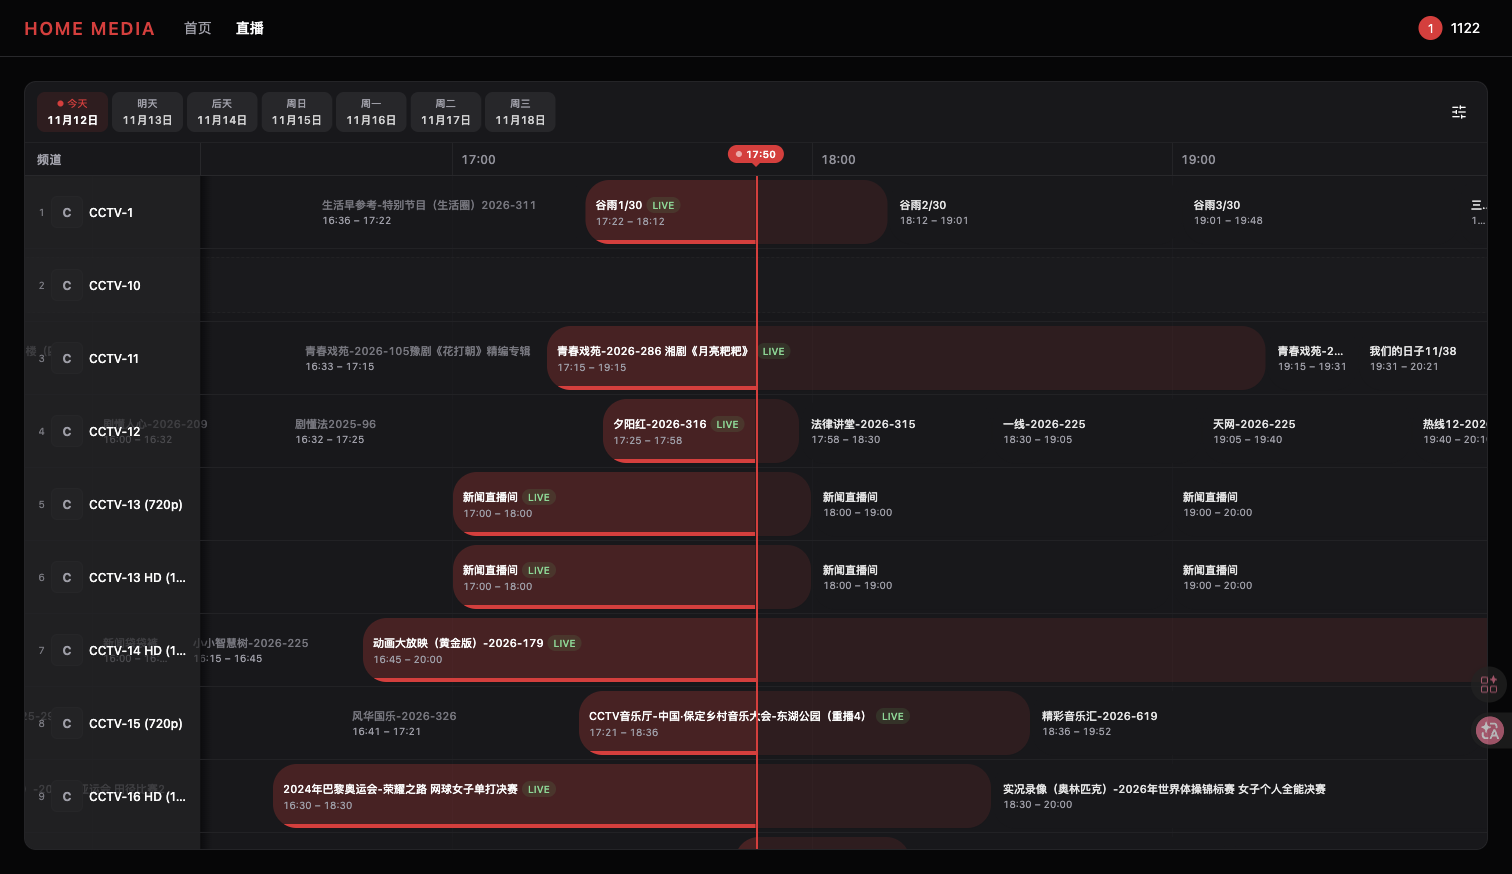 HOME MEDIA 首页 直播 1 1122
今天 明天 后天 周日 周一 周二 周三
11月12日 11月13日 11月14日 11月15日 11月16日 11月17日 11月18日
频道 17:00 17:50 18:00 19:00
1 C CCTV-1 生活早参考-特别节目（生活圈）2026-311 谷雨1/30 LIVE 谷雨2/30 谷雨3/30 三...
16:36 – 17:22 17:22 – 18:12 18:12 – 19:01 19:01 – 19:48 1...
2 C CCTV-10
3 C CCTV-11 青春戏苑-2026-105豫剧《花打朝》精编专辑 青春戏苑-2026-286 湘剧《月亮粑粑》 LIVE 青春戏苑-2... 我们的日子11/38
16:33 – 17:15 17:15 – 19:15 19:15 – 19:31 19:31 – 20:21
4 C CCTV-12 剧懂法2025-96 夕阳红-2026-316 LIVE 法律讲堂-2026-315 一线-2026-225 天网-2026-225 热线12-202
16:00 – 16:32 16:32 – 17:25 17:25 – 17:58 17:58 – 18:30 18:30 – 19:05 19:05 – 19:40 19:40 – 20:1
5 C CCTV-13 (720p) 新闻直播间 LIVE 新闻直播间 新闻直播间
17:00 – 18:00 18:00 – 19:00 19:00 – 20:00
6 C CCTV-13 HD (1... 新闻直播间 LIVE 新闻直播间 新闻直播间
17:00 – 18:00 18:00 – 19:00 19:00 – 20:00
7 C CCTV-14 HD (1... 小小智慧树-2026-225 动画大放映（黄金版）-2026-179 LIVE
16:00 – 16:... 16:15 – 16:45 16:45 – 20:00
8 C CCTV-15 (720p) 风华国乐-2026-326 CCTV音乐厅-中国·保定乡村音乐大会-东湖公园（重播4） LIVE 精彩音乐汇-2026-619
16:41 – 17:21 17:21 – 18:36 18:36 – 19:52
9 C CCTV-16 HD (1... 2024年巴黎奥运会-荣耀之路 网球女子单打决赛 LIVE 实况录像（奥林匹克）-2026年世界体操锦标赛 女子个人全能决赛
16:30 – 18:30 18:30 – 20:00